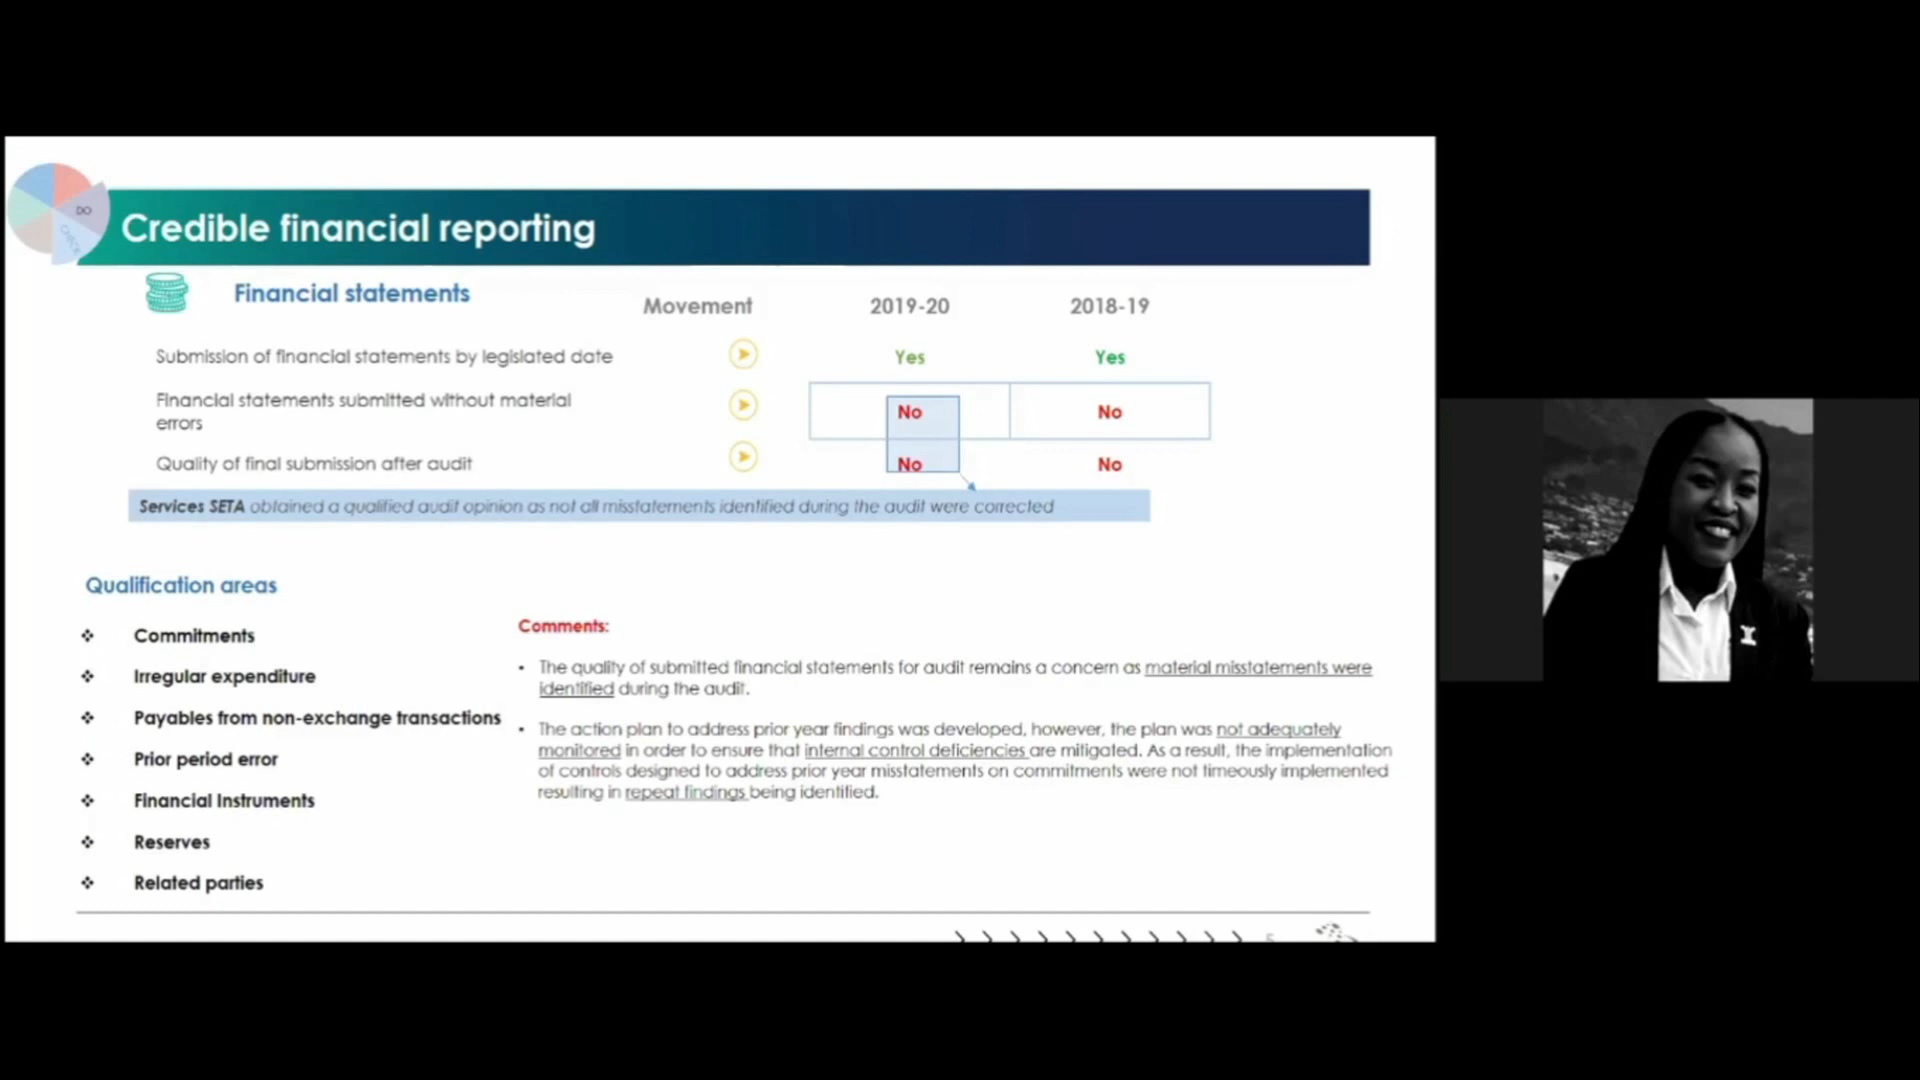 DO
CHECK
Credible financial reporting
Financial statements
Movement 2019-20 2018-19
Submission of financial statements by legislated date Yes Yes
Financial statements submitted without material
errors No No
Quality of final submission after audit No No
Services SETA obtained a qualified audit opinion as not all misstatements identified during the audit were corrected
Qualification areas
❖ Commitments
❖ Irregular expenditure
❖ Payables from non-exchange transactions
❖ Prior period error
❖ Financial Instruments
❖ Reserves
❖ Related parties
Comments:
• The quality of submitted financial statements for audit remains a concern as material misstatements were
identified during the audit.
• The action plan to address prior year findings was developed, however, the plan was not adequately
monitored in order to ensure that internal control deficiencies are mitigated. As a result, the implementation
of controls designed to address prior year misstatements on commitments were not timeously implemented
resulting in repeat findings being identified.